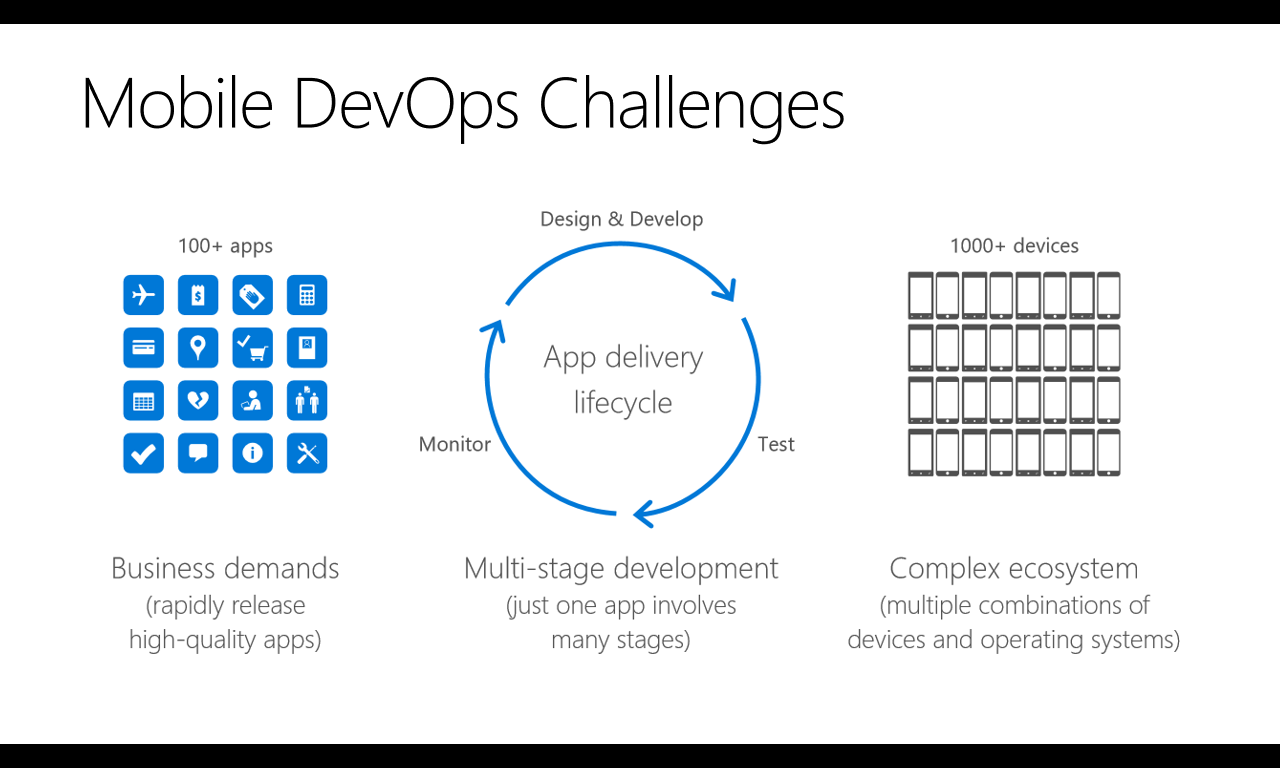 Mobile DevOps Challenges
100+ apps
Design & Develop
App delivery
lifecycle
Monitor
Test
1000+ devices
Business demands
(rapidly release
high-quality apps)
Multi-stage development
(just one app involves
many stages)
Complex ecosystem
(multiple combinations of
devices and operating systems)